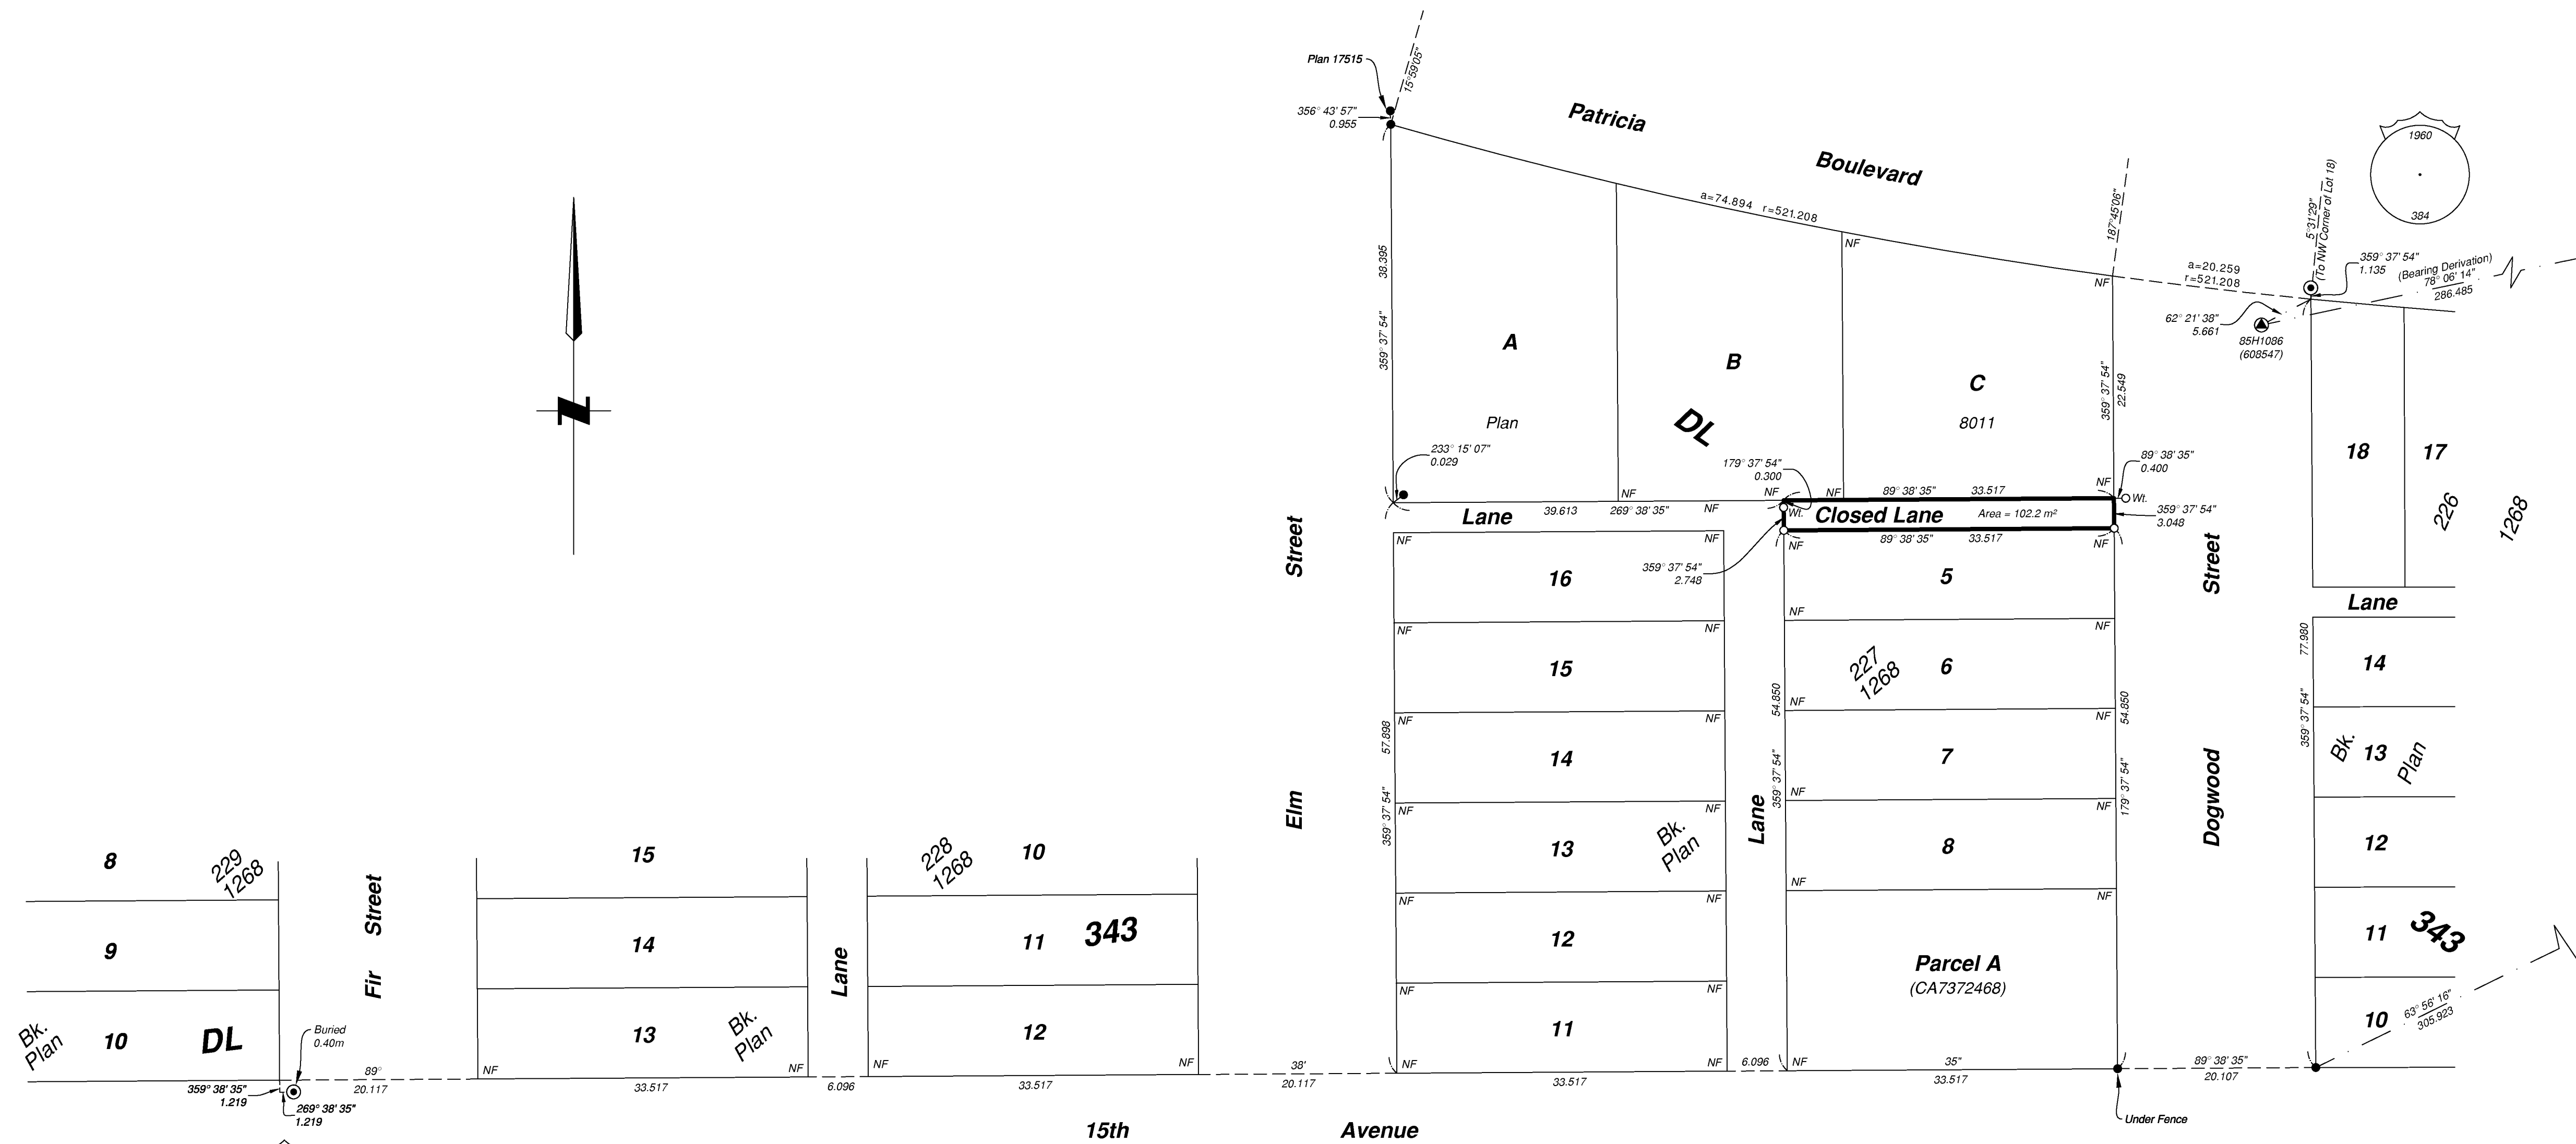 Plan 17515
15°59'05"
356° 43' 57"
0.955
Patricia
Boulevard
a=74.894 r=521.208
1960
384
5°31'29"
(To NW Corner of Lot 18)
187°45'06"
359° 37' 54"
1.135
(Bearing Derivation)
78° 06' 14"
286.485
a=20.259
r=521.208
62° 21' 38"
5.661
85H1086
(608547)
NF
NF
38.395
359° 37' 54"
A
B
C
Plan
DL
8011
359° 37' 54"
22.549
18
17
226
1268
233° 15' 07"
0.029
179° 37' 54"
0.300
89° 38' 35"
0.400
NF
NF
NF
NF
89° 38' 35" 33.517
Wt.
Lane
39.613 269° 38' 35" NF
Wt.
Closed Lane
Area = 102.2 m²
359° 37' 54"
3.048
89° 38' 35" 33.517
359° 37' 54"
2.748
Elm Street
Dogwood Street
Lane
NF
NF
16
NF
NF
5
NF
NF
NF
15
NF
6
NF
227
1268
NF
NF
NF
14
7
NF
NF
NF
NF
13
Bk.
Plan
8
NF
NF
NF
NF
12
NF
NF
NF
11
NF
NF
57.898
359° 37' 54"
54.850
359° 37' 54"
Lane
54.850
179° 37' 54"
Parcel A
(CA7372468)
NF
77.980
359° 37' 54"
14
Bk.
13
Plan
12
11
343
10
63° 56' 16"
305.923
8
229
1268
9
Bk.
Plan
10
DL
Fir Street
15
14
13
Bk.
Plan
NF
NF
Lane
228
1268
10
11
343
12
NF
NF
Buried
0.40m
359° 38' 35"
1.219
269° 38' 35"
1.219
89°
20.117
33.517
6.096
33.517
38'
20.117
33.517
6.096
35"
33.517
89° 38' 35"
20.107
Under Fence
15th Avenue